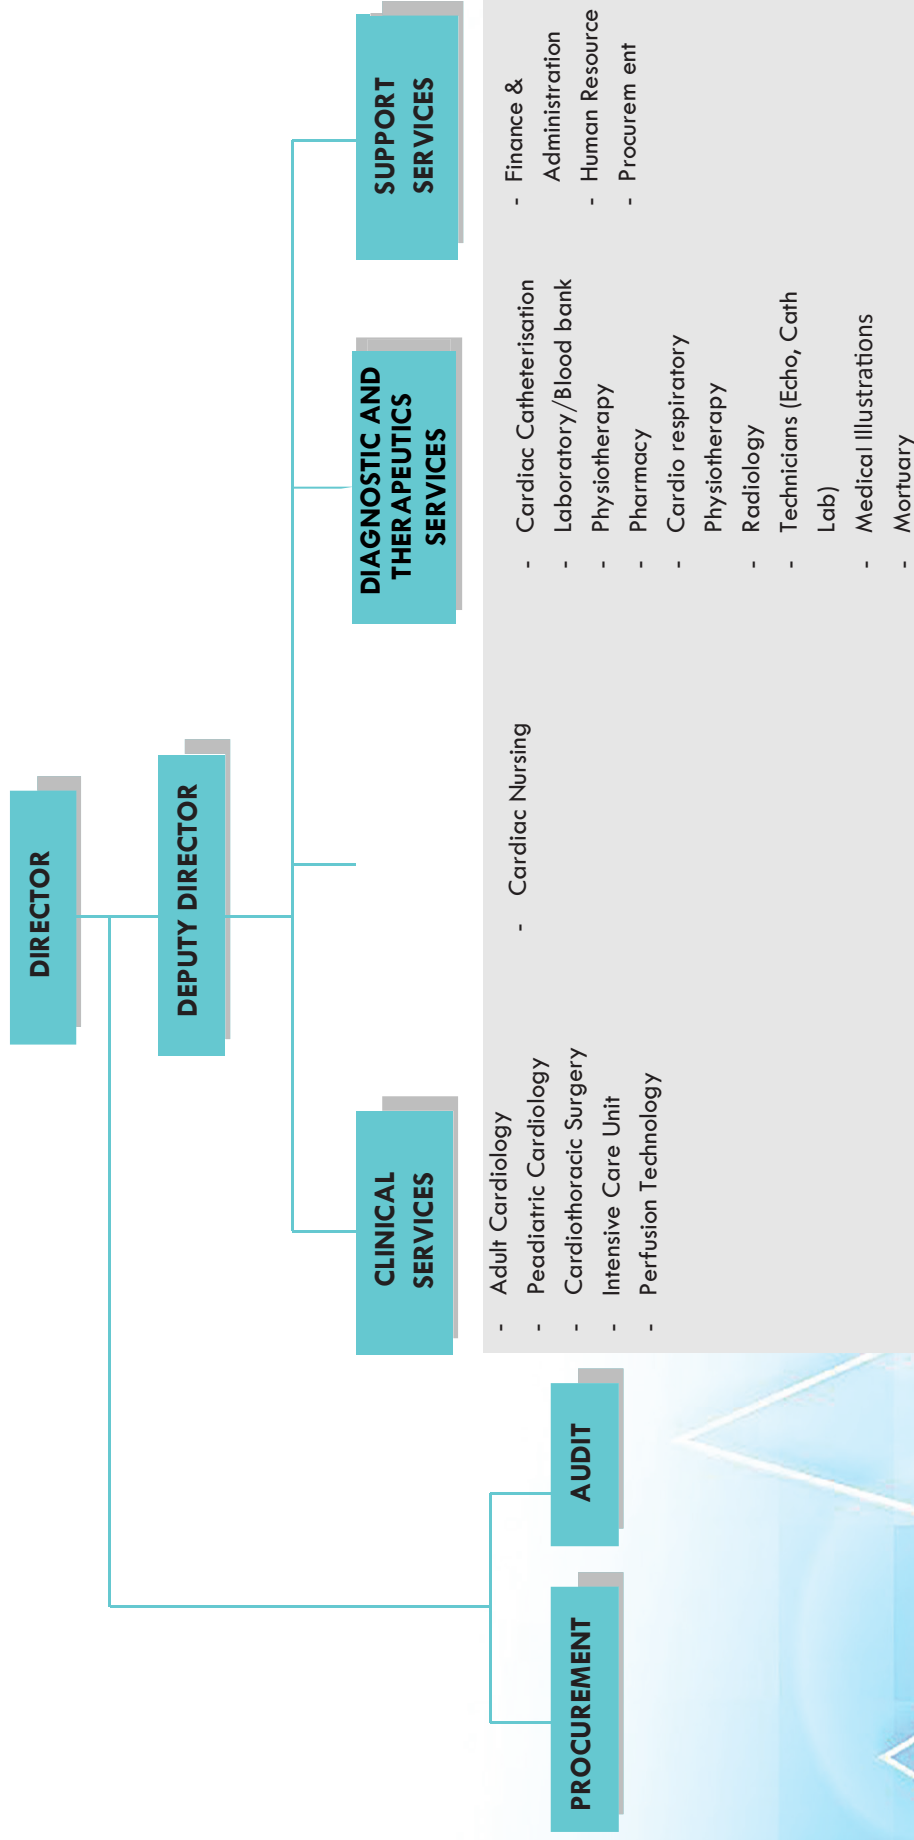 DIRECTOR
DEPUTY DIRECTOR
PROCUREMENT
AUDIT
CLINICAL
SERVICES
- Adult Cardiology
- Peadiatric Cardiology
- Cardiothoracic Surgery
- Intensive Care Unit
- Perfusion Technology
- Cardiac Nursing
DIAGNOSTIC AND
THERAPEUTICS
SERVICES
- Cardiac Catheterisation
- Laboratory/Blood bank
- Physiotherapy
- Pharmacy
- Cardio respiratory
Physiotherapy
- Radiology
- Technicians (Echo, Cath
Lab)
- Medical Illustrations
- Mortuary
SUPPORT
SERVICES
- Finance &
Administration
- Human Resource
- Procurem ent